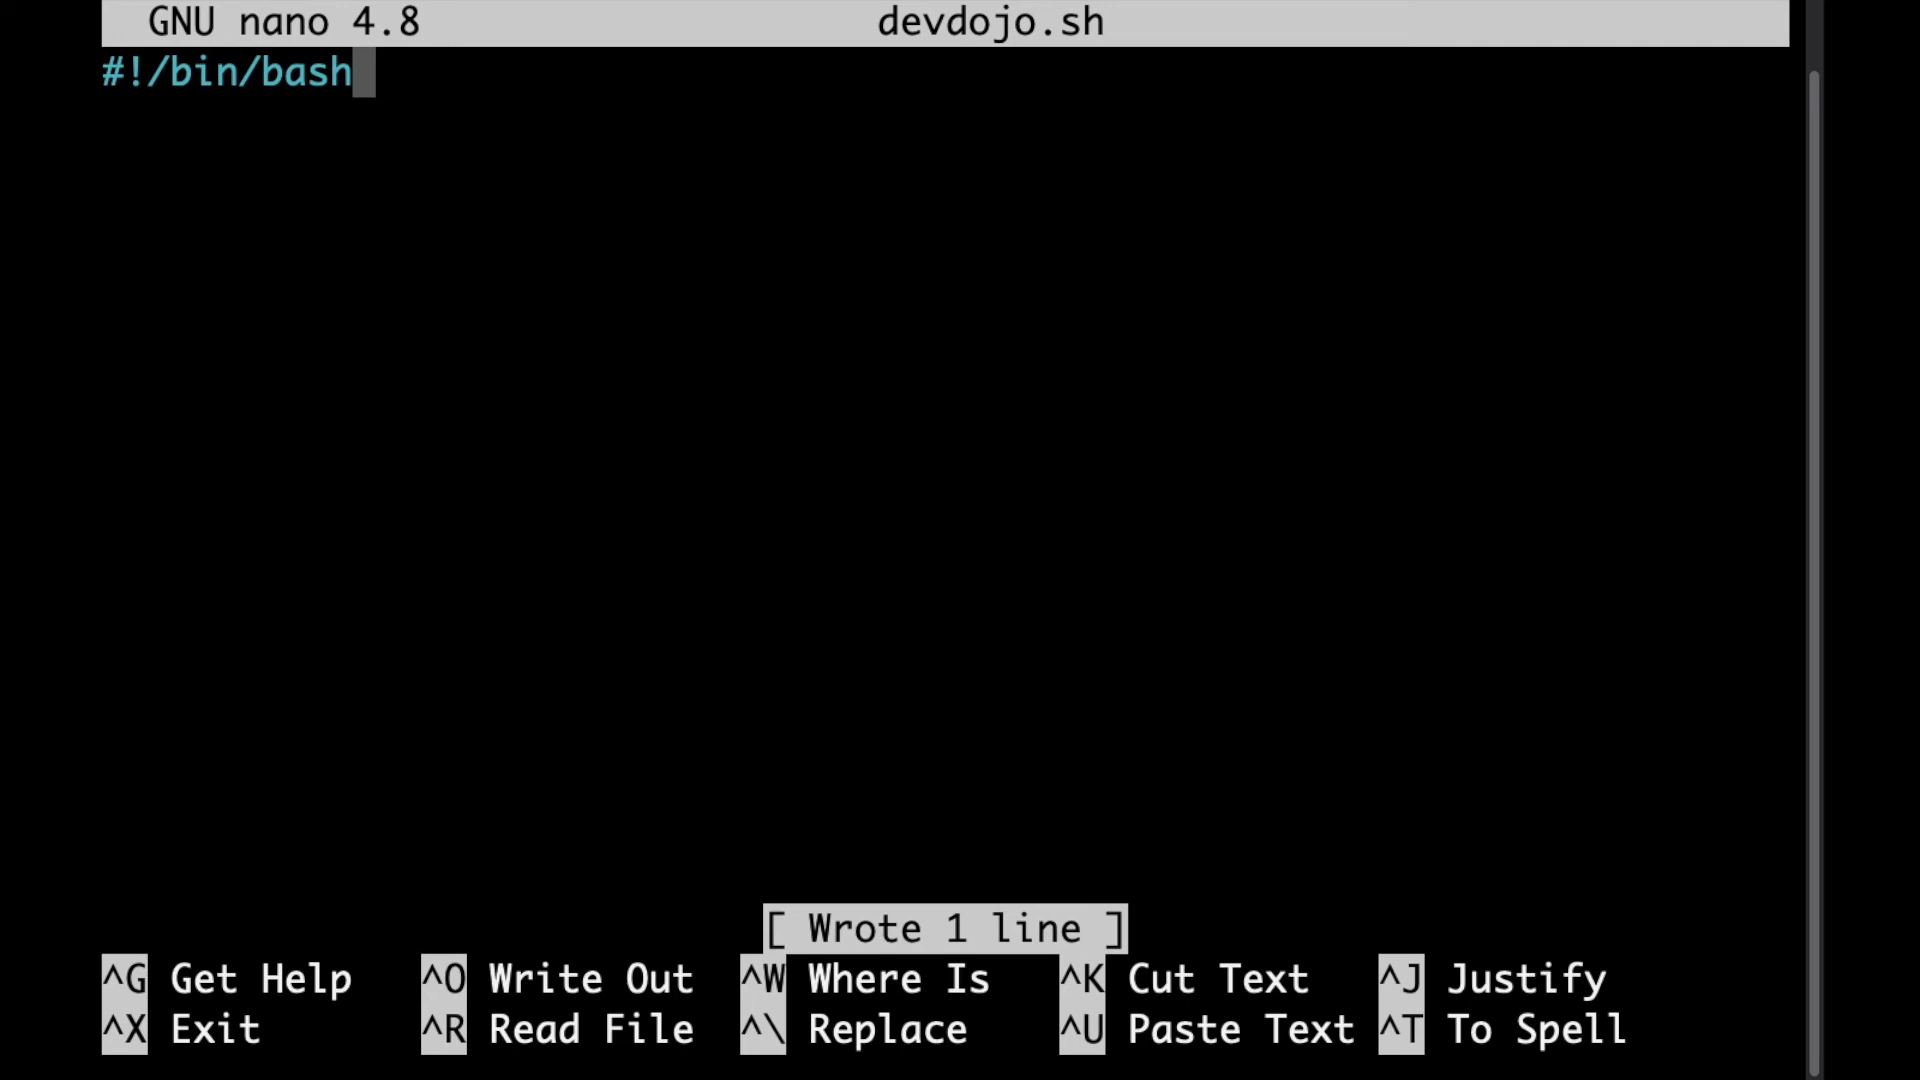 GNU nano 4.8 devdojo.sh
#!/bin/bash
[ Wrote 1 line ]
^G Get Help ^O Write Out ^W Where Is ^K Cut Text ^J Justify
^X Exit ^R Read File ^\ Replace ^U Paste Text ^T To Spell